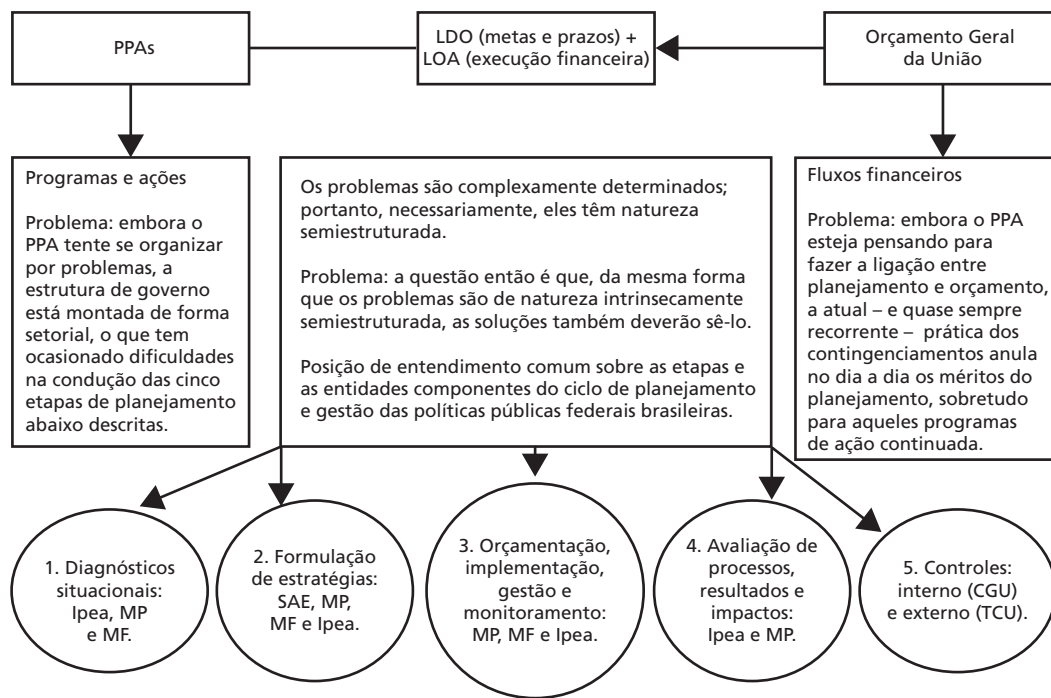 PPAs
LDO (metas e prazos) +
LOA (execução financeira)
Orçamento Geral
da União
Programas e ações
Problema: embora o
PPA tente se organizar
por problemas, a
estrutura de governo
está montada de forma
setorial, o que tem
ocasionado dificuldades
na condução das cinco
etapas de planejamento
abaixo descritas.
Os problemas são complexamente determinados;
portanto, necessariamente, eles têm natureza
semiestruturada.
Problema: a questão então é que, da mesma forma
que os problemas são de natureza intrinsecamente
semiestruturada, as soluções também deverão sê-lo.
Posição de entendimento comum sobre as etapas e
as entidades componentes do ciclo de planejamento
e gestão das políticas públicas federais brasileiras.
Fluxos financeiros
Problema: embora o PPA
esteja pensando para
fazer a ligação entre
planejamento e orçamento,
a atual – e quase sempre
recorrente – prática dos
contingenciamentos anula
no dia a dia os méritos do
planejamento, sobretudo
para aqueles programas
de ação continuada.
1. Diagnósticos
situacionais:
Ipea, MP
e MF.
2. Formulação
de estratégias:
SAE, MP,
MF e Ipea.
3. Orçamentação,
implementação,
gestão e
monitoramento:
MP, MF e Ipea.
4. Avaliação de
processos,
resultados e
impactos:
Ipea e MP.
5. Controles:
interno (CGU)
e externo (TCU).